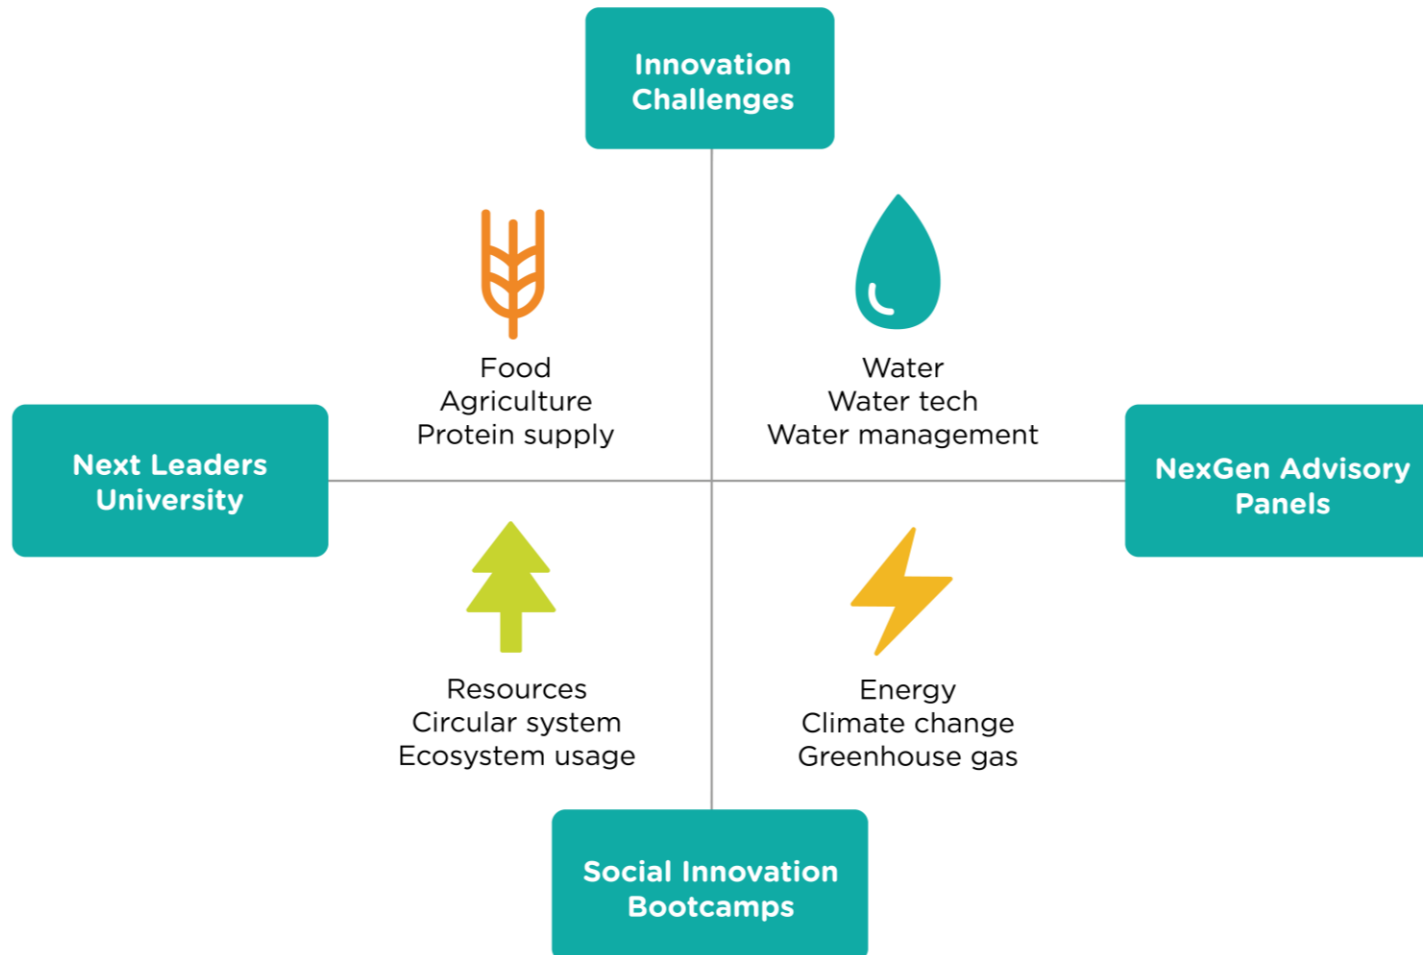 Innovation
Challenges
Food
Agriculture
Protein supply
Water
Water tech
Water management
Next Leaders
University
NexGen Advisory
Panels
Resources
Circular system
Ecosystem usage
Energy
Climate change
Greenhouse gas
Social Innovation
Bootcamps